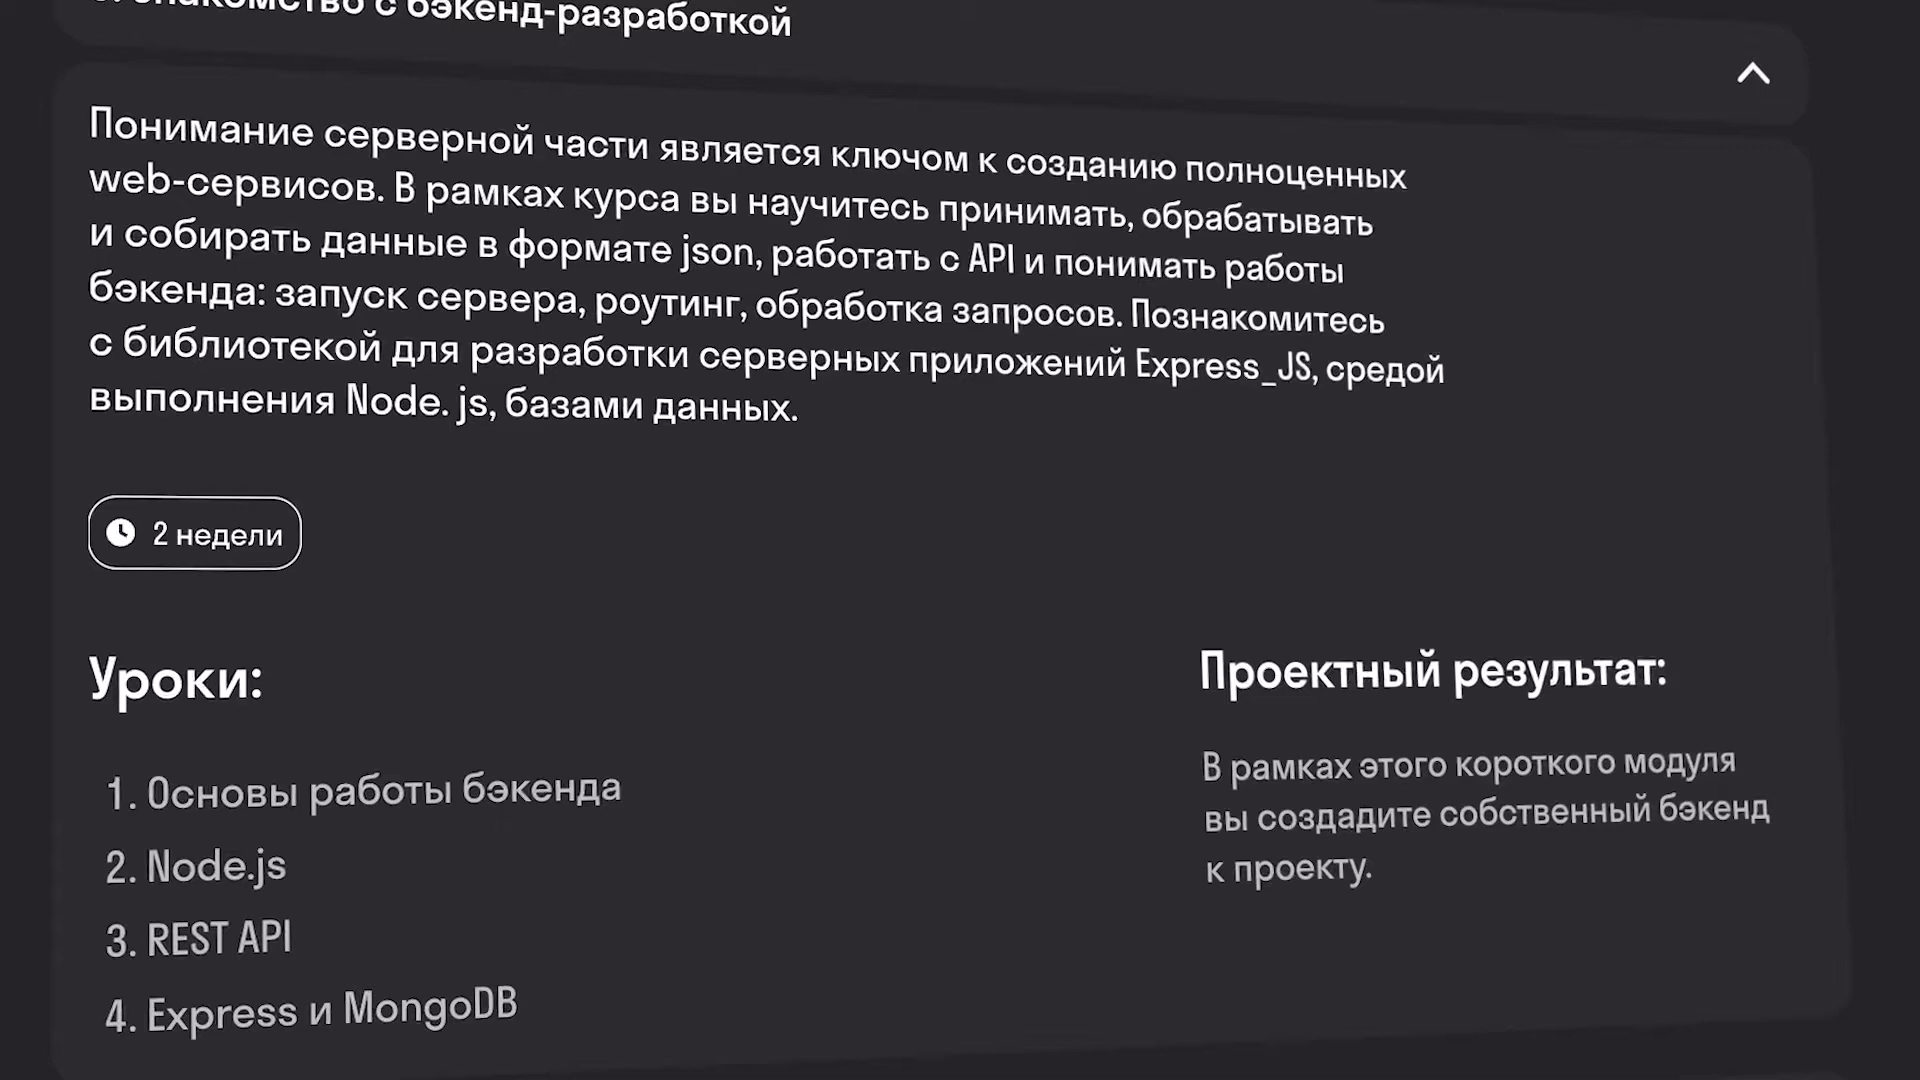 знакомство с бэкенд-разработкой
Понимание серверной части является ключом к созданию полноценных
web-сервисов. В рамках курса вы научитесь принимать, обрабатывать
и собирать данные в формате json, работать с API и понимать работы
бэкенда: запуск сервера, роутинг, обработка запросов. Познакомитесь
с библиотекой для разработки серверных приложений Express_JS, средой
выполнения Node. js, базами данных.
2 недели
Уроки:
1. Основы работы бэкенда
2. Node.js
3. REST API
4. Express и MongoDB
Проектный результат:
В рамках этого короткого модуля
вы создадите собственный бэкенд
к проекту.